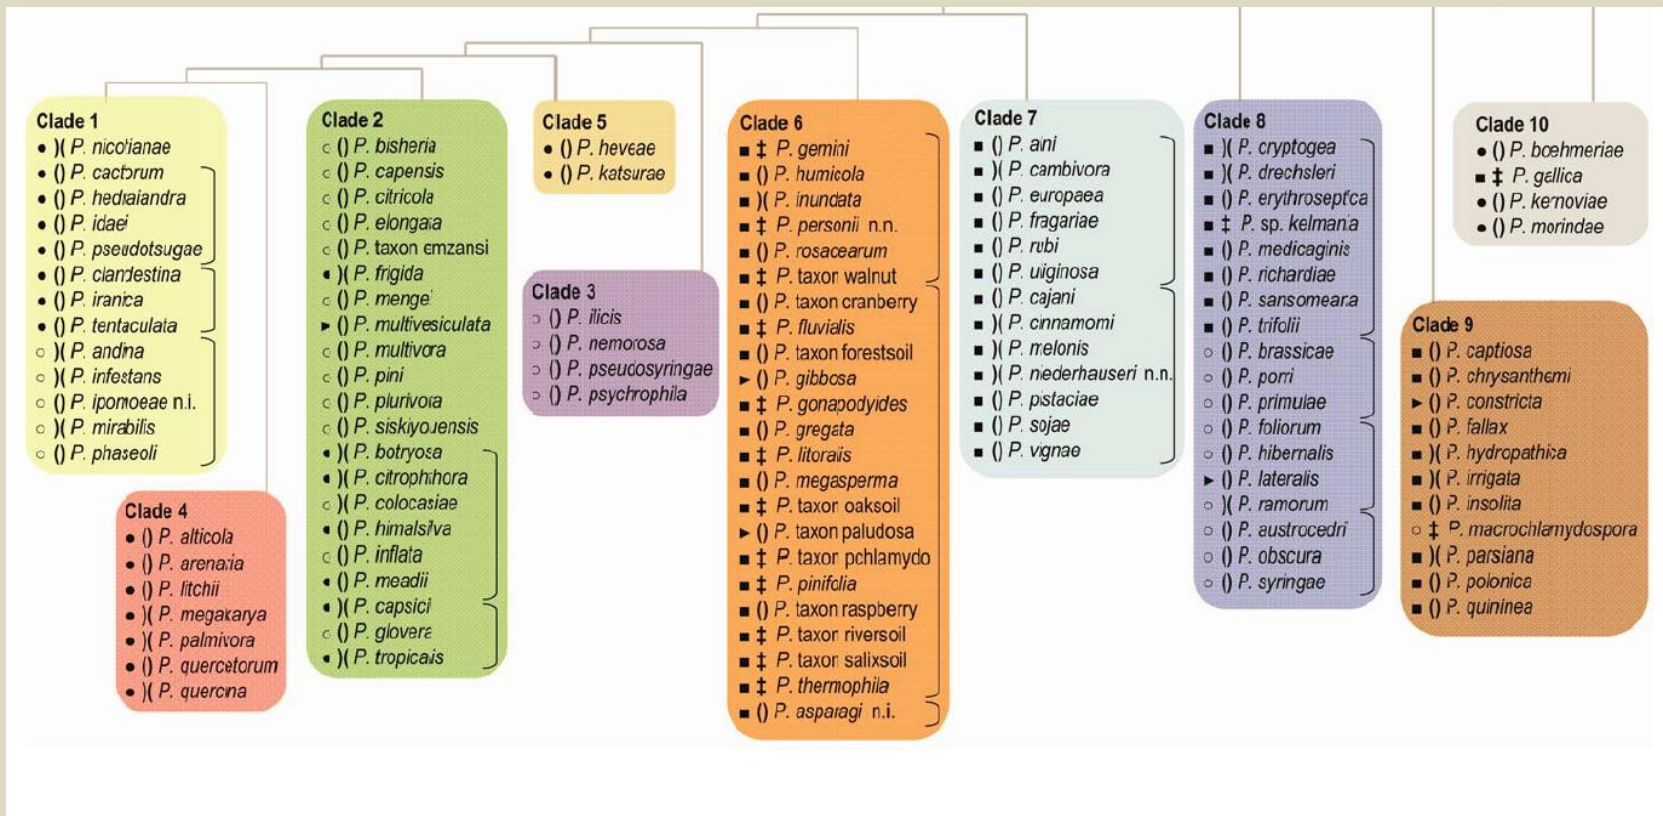 Clade 1
● )( P. nicotianae
● () P. cactorum
● () P. hedraiandra
● () P. idaei
● () P. pseudotsugae
● () P. clandestina
● () P. iranica
● () P. tentaculata
○ )( P. andina
○ )( P. infestans
○ () P. ipomoeae n.i.
○ )( P. mirabilis
○ () P. phaseoli
Clade 4
● () P. alticola
● () P. arenaria
● () P. litchii
● )( P. megakarya
● )( P. palmivora
● () P. quercetorum
● )( P. quercina
Clade 2
○ () P. bisheria
○ () P. capensis
○ () P. citricola
○ () P. elongata
○ () P. taxon emzansi
◖ )( P. frigida
○ () P. mengei
► () P. multivesiculata
○ () P. multivora
○ () P. pini
○ () P. plurivora
○ () P. siskiyouensis
◖ )( P. botryosa
◖ )( P. citrophthora
○ )( P. colocasiae
◖ () P. himalsilva
○ () P. inflata
◖ () P. meadii
◖ )( P. capsici
○ () P. glovera
◖ )( P. tropicalis
Clade 5
● () P. heveae
● () P. katsurae
Clade 3
○ () P. ilicis
○ () P. nemorosa
○ () P. pseudosyringae
○ () P. psychrophila
Clade 6
■ ‡ P. gemini
■ () P. humicola
■ )( P. inundata
■ ‡ P. personii n.n.
■ () P. rosacearum
■ ‡ P. taxon walnut
■ () P. taxon cranberry
■ ‡ P. fluvialis
■ () P. taxon forestsoil
► () P. gibbosa
■ ‡ P. gonapodyides
■ () P. gregata
■ ‡ P. litoralis
■ () P. megasperma
■ ‡ P. taxon oaksoil
► () P. taxon paludosa
■ ‡ P. taxon pchlamydo
■ ‡ P. pinifolia
■ () P. taxon raspberry
■ ‡ P. taxon riversoil
■ ‡ P. taxon salixsoil
■ ‡ P. thermophila
■ () P. asparagi n.i.
Clade 7
■ () P. alni
■ )( P. cambivora
■ () P. europaea
■ () P. fragariae
■ () P. rubi
■ () P. uliginosa
■ () P. cajani
■ )( P. cinnamomi
■ )( P. melonis
■ )( P. niederhauseri n.n.
■ () P. pistaciae
■ () P. sojae
■ () P. vignae
Clade 8
■ )( P. cryptogea
■ )( P. drechsleri
■ () P. erythroseptica
■ ‡ P. sp. kelmania
■ () P. medicaginis
■ () P. richardiae
■ () P. sansomeana
■ () P. trifolii
○ () P. brassicae
○ () P. porri
○ () P. primulae
○ () P. foliorum
○ () P. hibernalis
► () P. lateralis
○ )( P. ramorum
○ () P. austrocedri
○ () P. obscura
○ () P. syringae
Clade 10
● () P. boehmeriae
■ ‡ P. gallica
● () P. kernoviae
● () P. morindae
Clade 9
■ () P. captiosa
■ () P. chrysanthemi
► () P. constricta
■ () P. fallax
■ )( P. hydropathica
■ )( P. irrigata
■ () P. insolita
○ ‡ P. macrochlamydospora
■ )( P. parsiana
■ () P. polonica
■ () P. quininea